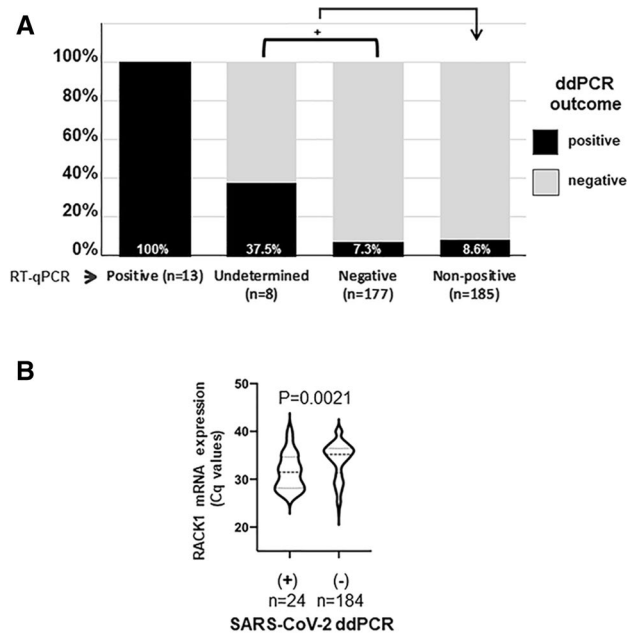 A
+
100%
80%
60%
40%
20%
0%
100%
37.5%
7.3%
8.6%
RT-qPCR
Positive (n=13)
Undetermined
(n=8)
Negative
(n=177)
Non-positive
(n=185)
ddPCR
outcome
positive
negative
B
RACK1 mRNA expression
(Cq values)
50
40
30
20
P=0.0021
(+)
n=24
(-)
n=184
SARS-CoV-2 ddPCR